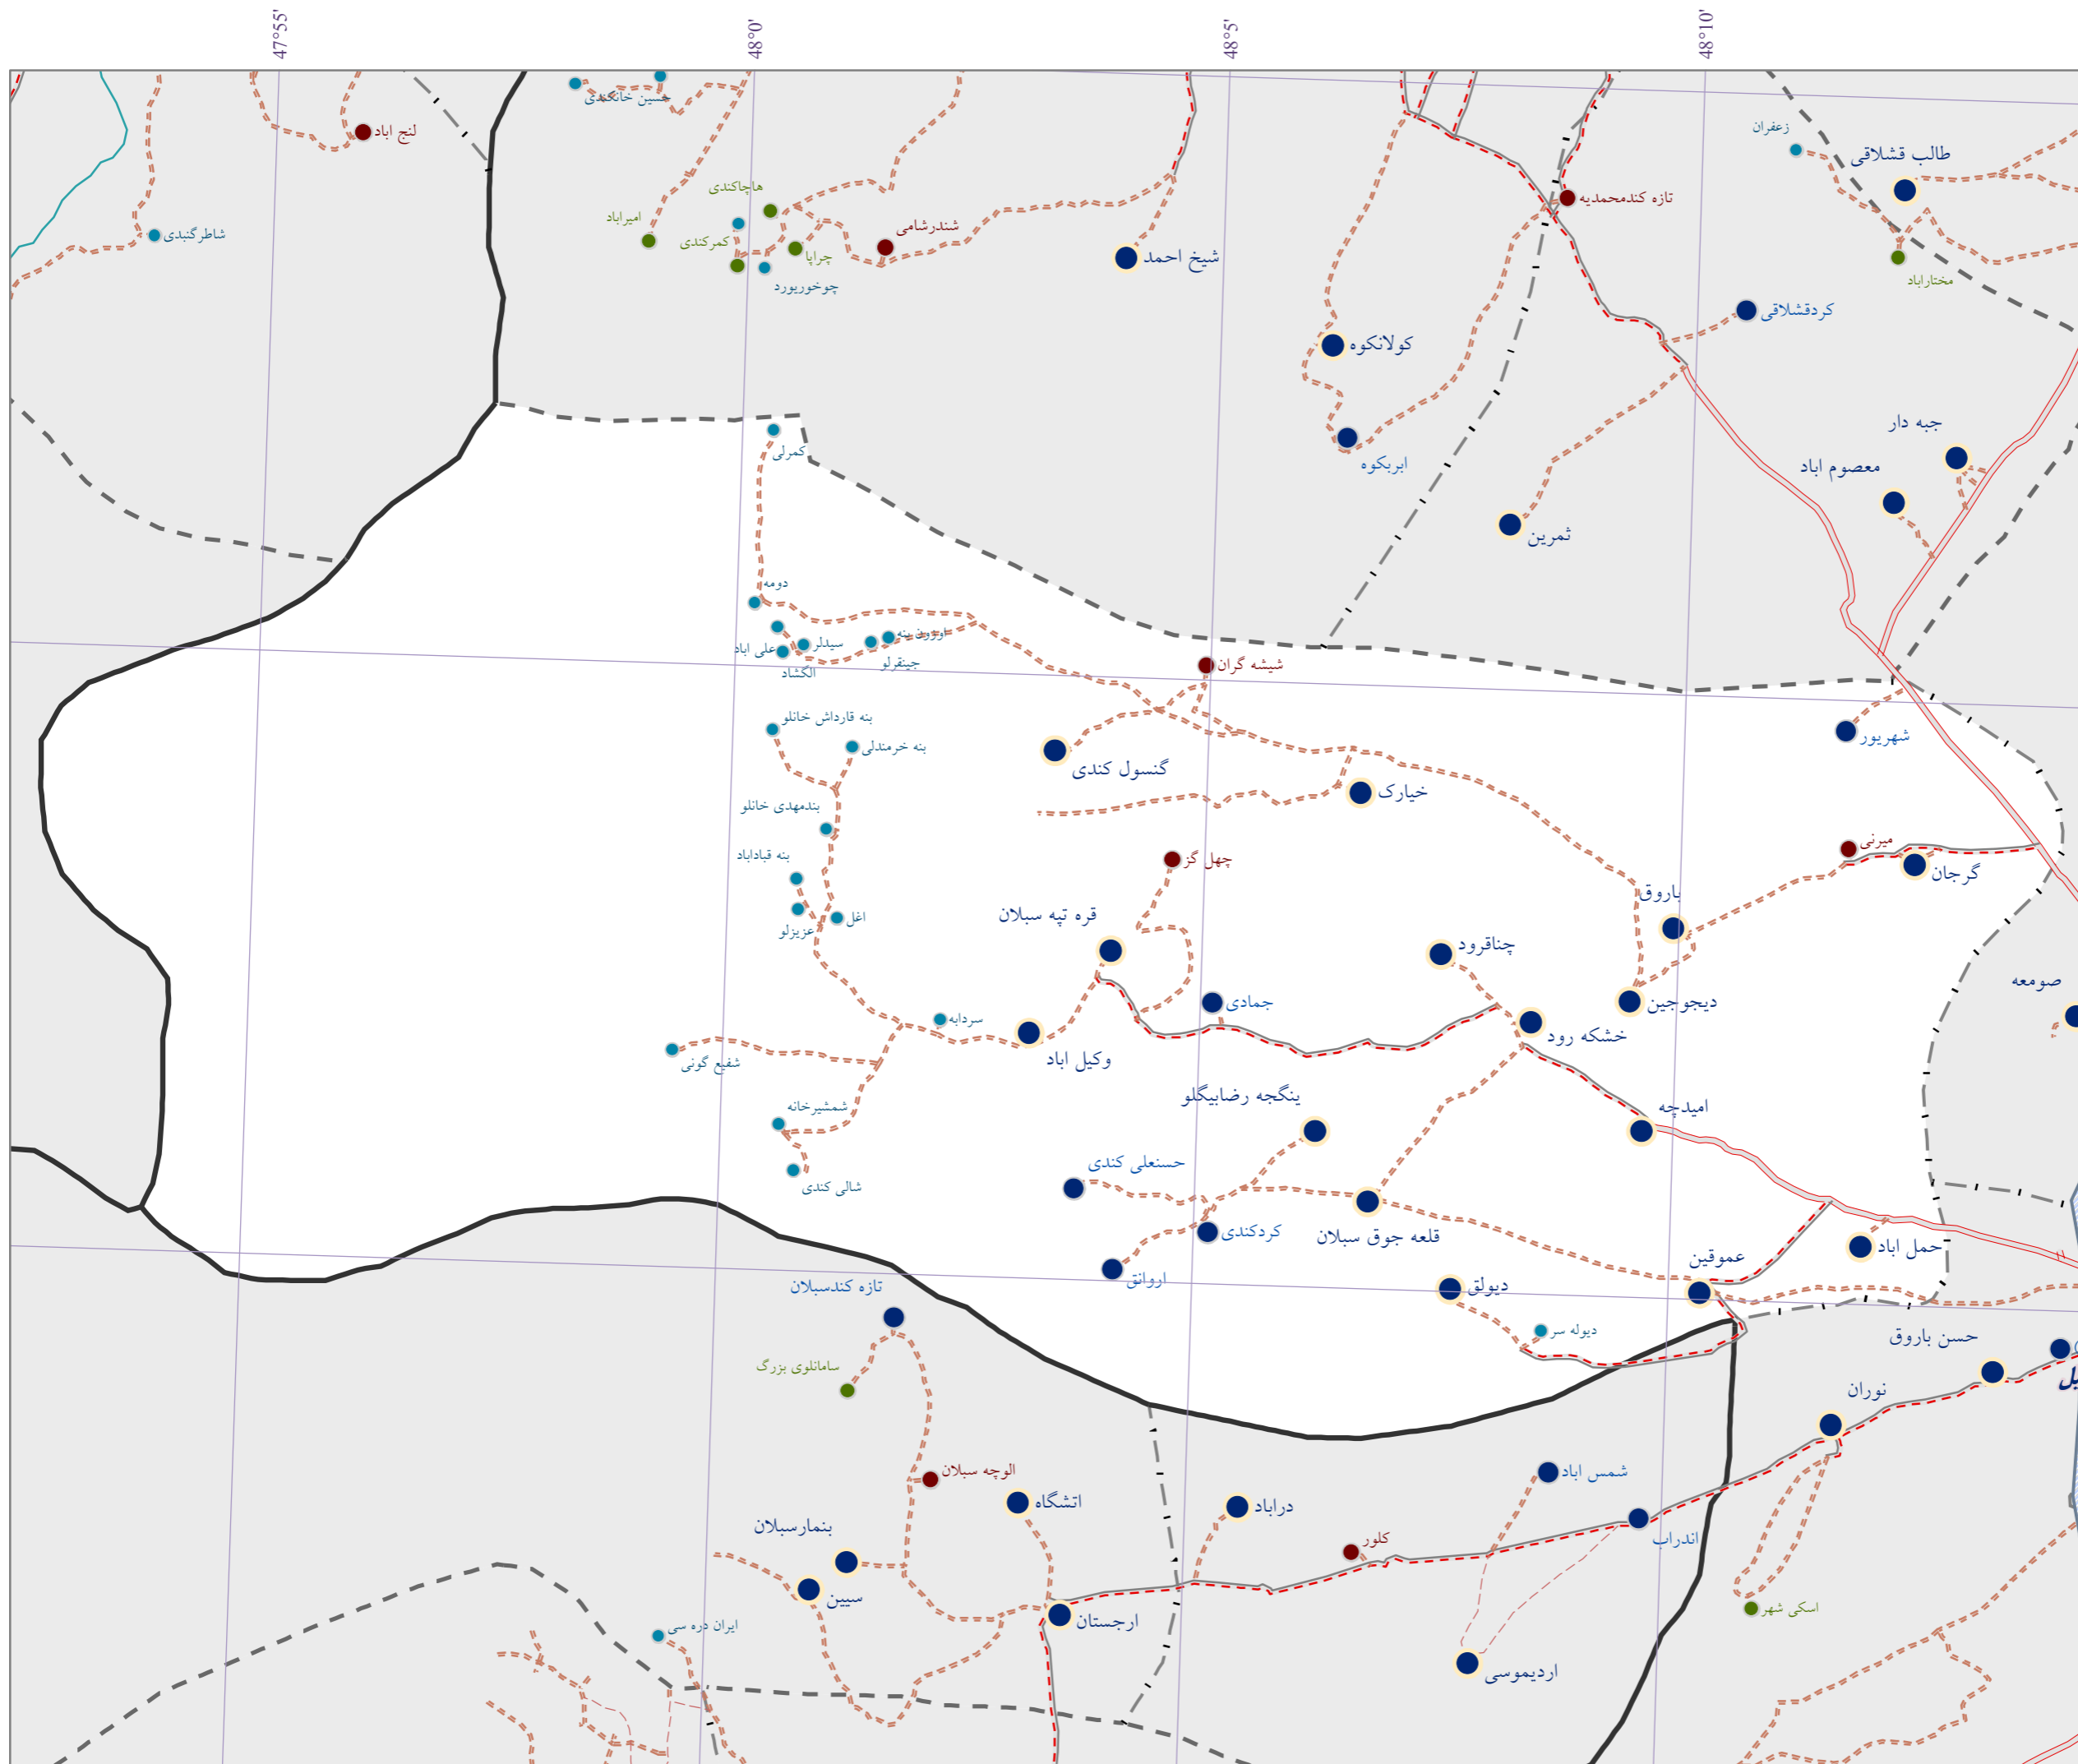 47°55'
48°0'
48°5'
48°10'
حسین خانکندی
لنج اباد
زعفران
طالب قشلاقی
هاچاکندی
تازه کندمحمدیه
امیراباد
شندرشامی
شاطرگنبدی
کمرکندی
چراپا
شیخ احمد
مختاراباد
چوخوریورد
کردقشلاقی
کولانکوه
جبه دار
کمرلی
ابربکوه
معصوم اباد
ثمرین
دومه
اوزون بنه
سیدلر
علی اباد
جینقرلو
شیشه گران
الگشاد
بنه قارداش خانلو
شهریور
بنه خرمندلی
گنسول کندی
خیارک
بندمهدی خانلو
میرنی
بنه قباداباد
چهل گز
گرجان
باروق
قره تپه سبلان
اغل
عزیزلو
چناقرود
صومعه
جمادی
دیجوجین
سردابه
خشکه رود
وکیل اباد
شفیع گونی
ینگجه رضابیگلو
شمشیرخانه
امیدچه
حسنعلی کندی
شالی کندی
کردکندی
قلعه جوق سبلان
حمل اباد
عموقین
اروانق
تازه کندسبلان
دیولق
دیوله سر
حسن باروق
سامانلوی بزرگ
نوران
الوچه سبلان
شمس اباد
اتشگاه
دراباد
بنمارسبلان
کلور
اندراب
سیین
ارجستان
اسکی شهر
ایران دره سی
اردیموسی